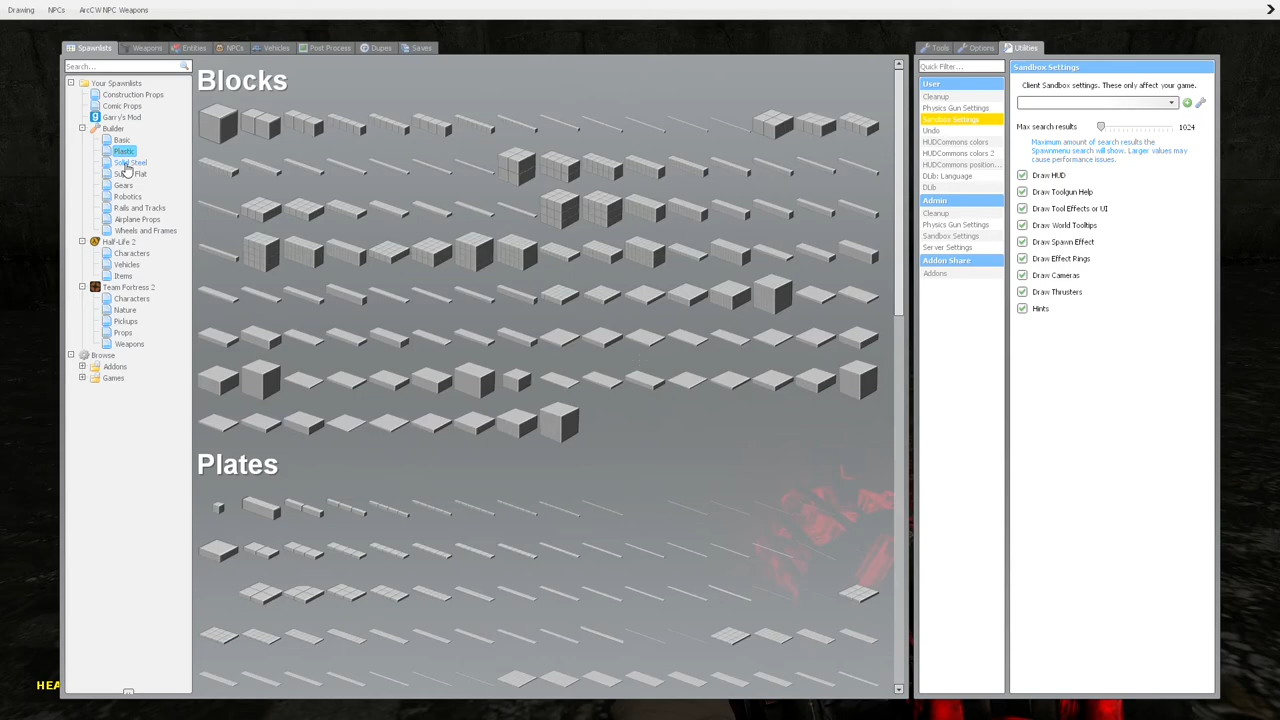 Drawing NPCs ArcCW NPC Weapons
Spawnlists Weapons Entities NPCs Vehicles Post Process Dupes Saves
Search...
Your Spawnlists
Construction Props
Comic Props
Garry's Mod
Builder
Basic
Plastic
Solid Steel
Flat
Gears
Robotics
Rails and Tracks
Airplane Props
Wheels and Frames
Half-Life 2
Characters
Vehicles
Items
Team Fortress 2
Characters
Nature
Pickups
Props
Weapons
Browse
Addons
Games
Blocks
Plates
Tools Options Utilities
Quick Filter...
User
Cleanup
Physics Gun Settings
Sandbox Settings
Undo
HUDCommons colors
HUDCommons colors 2
HUDCommons position...
DLib: Language
DLib
Admin
Cleanup
Physics Gun Settings
Sandbox Settings
Server Settings
Addon Share
Addons
Sandbox Settings
Client Sandbox settings. These only affect your game.
Max search results 1024
Maximum amount of search results the
Spawnmenu search will show. Larger values may
cause performance issues.
Draw HUD
Draw Toolgun Help
Draw Tool Effects or UI
Draw World Tooltips
Draw Spawn Effect
Draw Effect Rings
Draw Cameras
Draw Thrusters
Hints
HEA